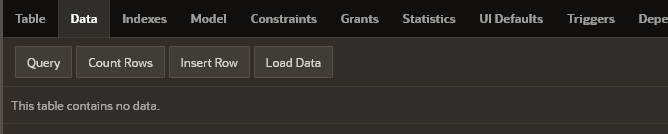 Table Data Indexes Model Constraints Grants Statistics UI Defaults Triggers Depe
Query Count Rows Insert Row Load Data
This table contains no data.